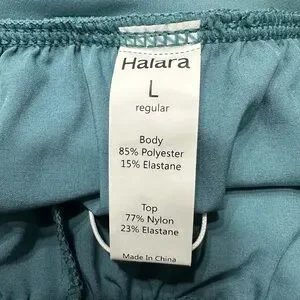 Halara
L
regular
Body
85% Polyester
15% Elastane
Top
77% Nylon
23% Elastane
Made In China